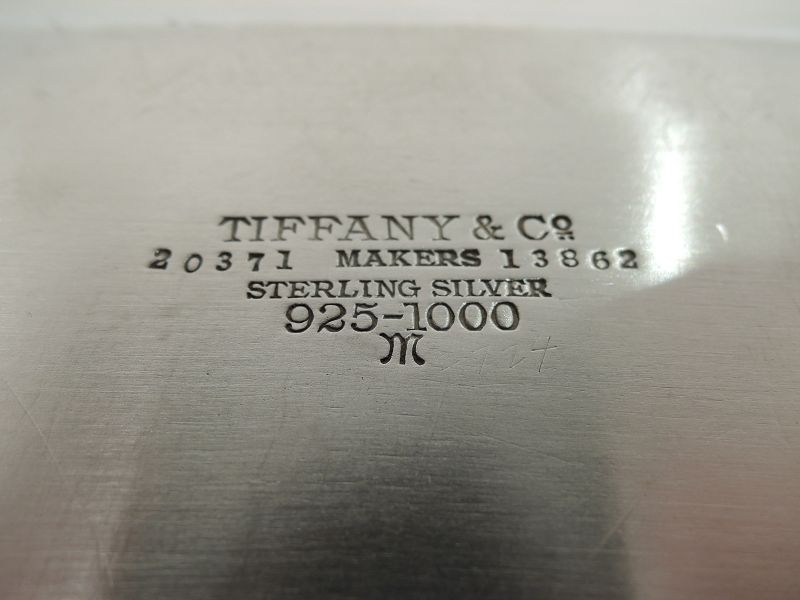 TIFFANY & Cº
20371 MAKERS 13862
STERLING SILVER
925-1000
M